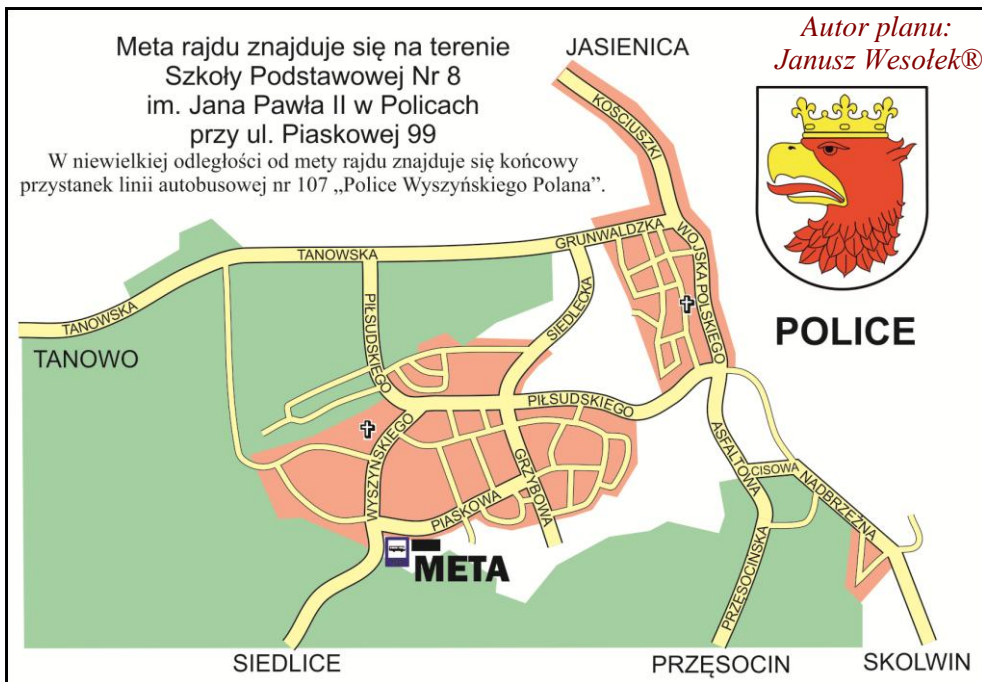 Meta rajdu znajduje się na terenie
Szkoły Podstawowej Nr 8
im. Jana Pawła II w Policach
przy ul. Piaskowej 99
W niewielkiej odległości od mety rajdu znajduje się końcowy
przystanek linii autobusowej nr 107 „Police Wyszyńskiego Polana”.
Autor planu:
Janusz Wesołek®
JASIENICA
KOŚCIUSZKI
GRUNWALDZKA
WOJSKA POLSKIEGO
TANOWSKA
TANOWSKA
TANOWO
PIŁSUDSKIEGO
SIEDLECKA
POLICE
PIŁSUDSKIEGO
WYSZYŃSKIEGO
GRZYBOWA
PIASKOWA
ASFALTOWA
CISOWA
NADBRZEŻNA
META
PRZĘSOCIŃSKA
SIEDLICE
PRZĘSOCIN
SKOLWIN